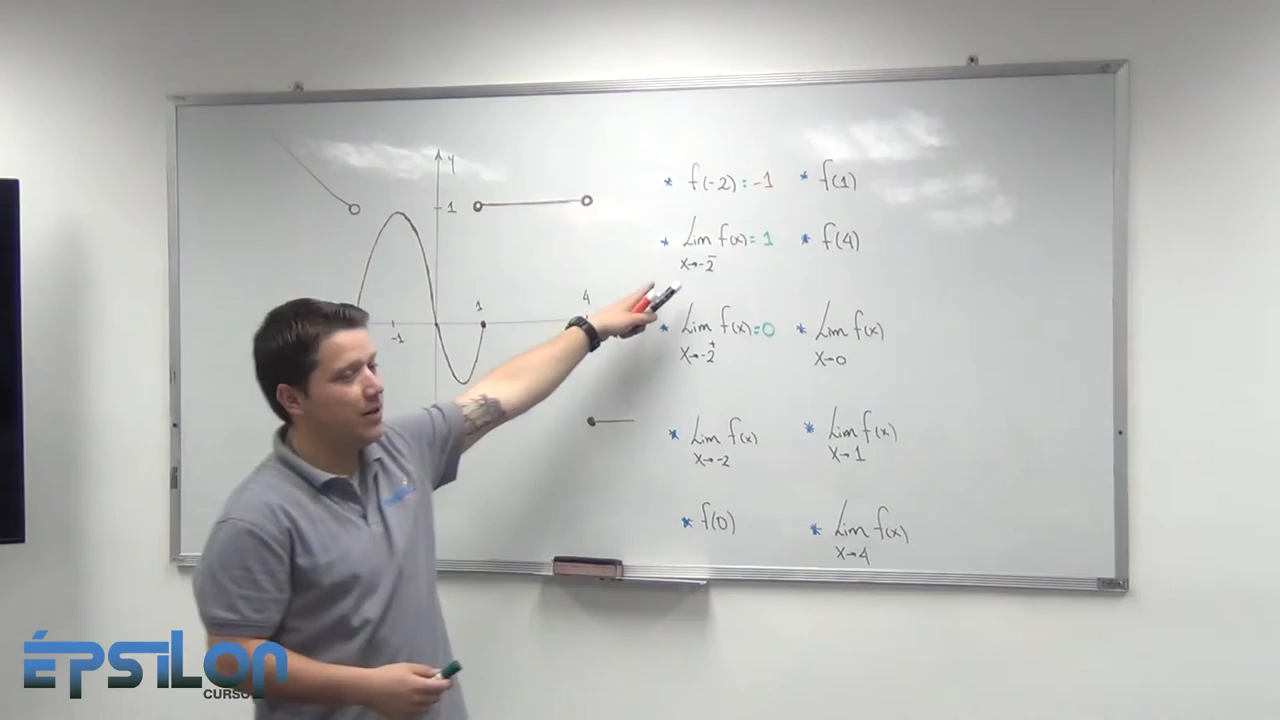 y
1
4
1
-1
* f(-2) = -1
* f(1)
* Lim f(x) = 1
x→-2⁻
* f(4)
* Lim f(x) = 0
x→-2⁺
* Lim f(x)
x→0
* Lim f(x)
x→-2
* Lim f(x)
x→1
* f(0)
* Lim f(x)
x→4
ÉPSILON
CURSO